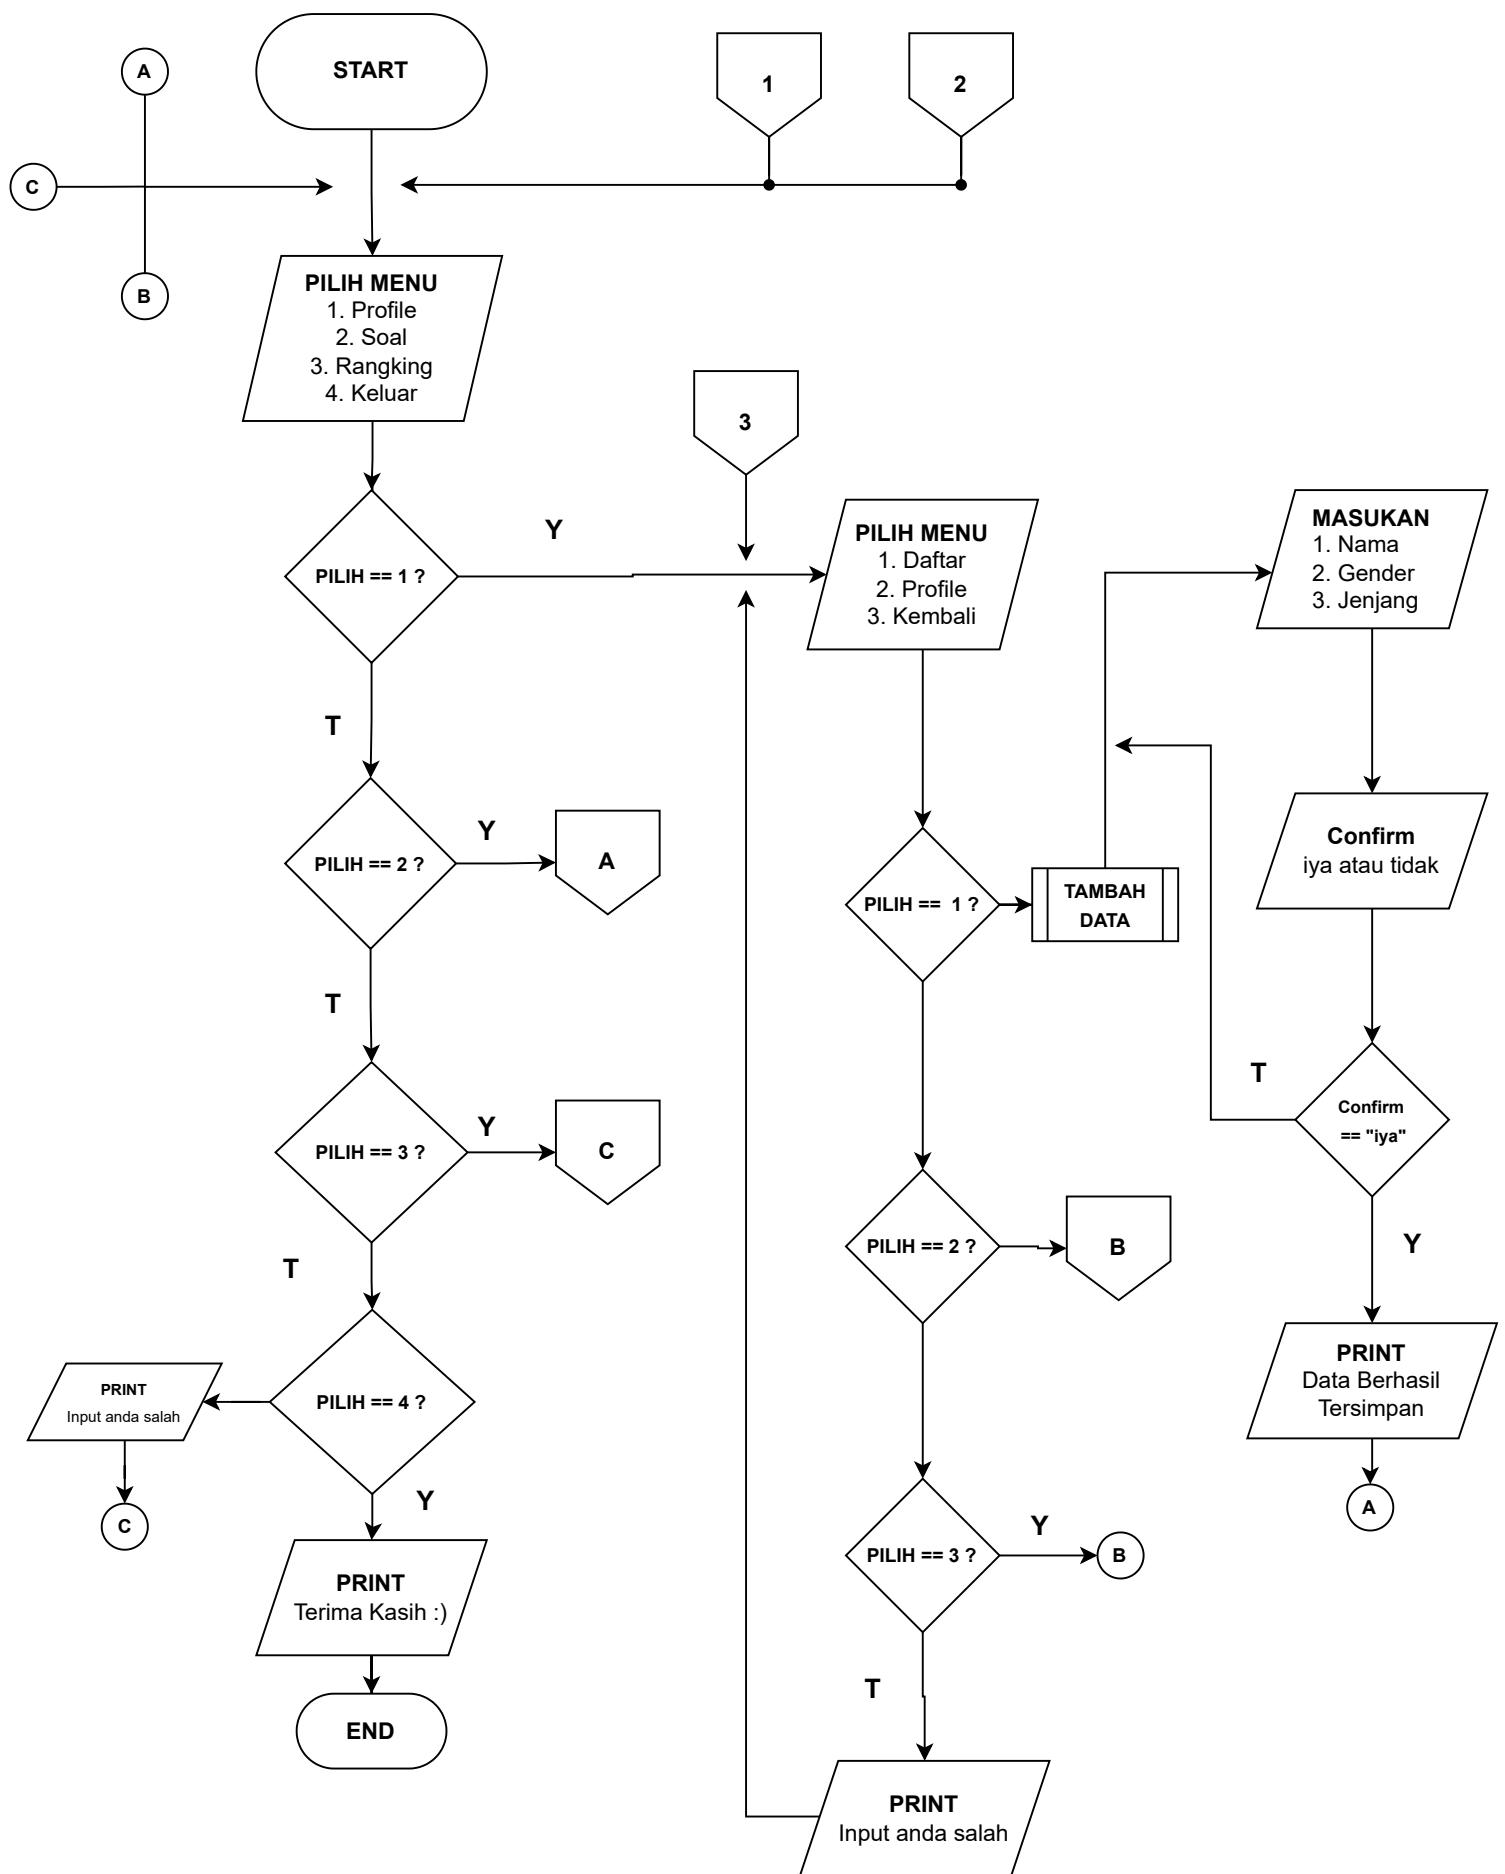 START
1
2
A
C
B
PILIH MENU
1. Profile
2. Soal
3. Rangking
4. Keluar
3
PILIH == 1 ?
Y
T
PILIH MENU
1. Daftar
2. Profile
3. Kembali
MASUKAN
1. Nama
2. Gender
3. Jenjang
PILIH == 2 ?
Y
A
T
PILIH == 1 ?
TAMBAH
DATA
Confirm
iya atau tidak
PILIH == 3 ?
Y
C
T
Confirm
== "iya"
T
Y
PILIH == 2 ?
B
PILIH == 4 ?
Y
PRINT
Input anda salah
C
PRINT
Data Berhasil
Tersimpan
A
PILIH == 3 ?
Y
B
T
PRINT
Terima Kasih :)
END
PRINT
Input anda salah